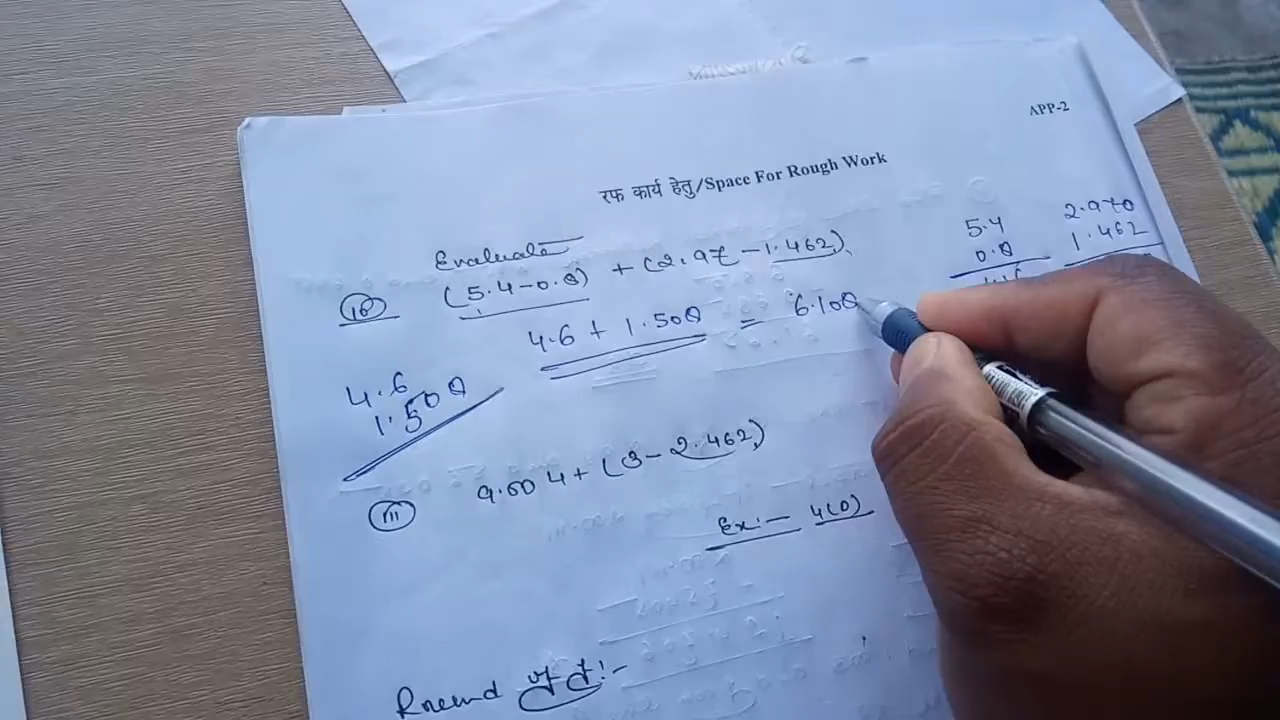 APP-2
रफ कार्य हेतु/Space For Rough Work
Evaluate
(5.4-0.8) + (2.97-1.462)
4.6 + 1.508 = 6.108
5.4
0.8
2.970
1.462
4.6
1.508
(iii) 9.004 + (3-2.462)
Ex:- 4(D)